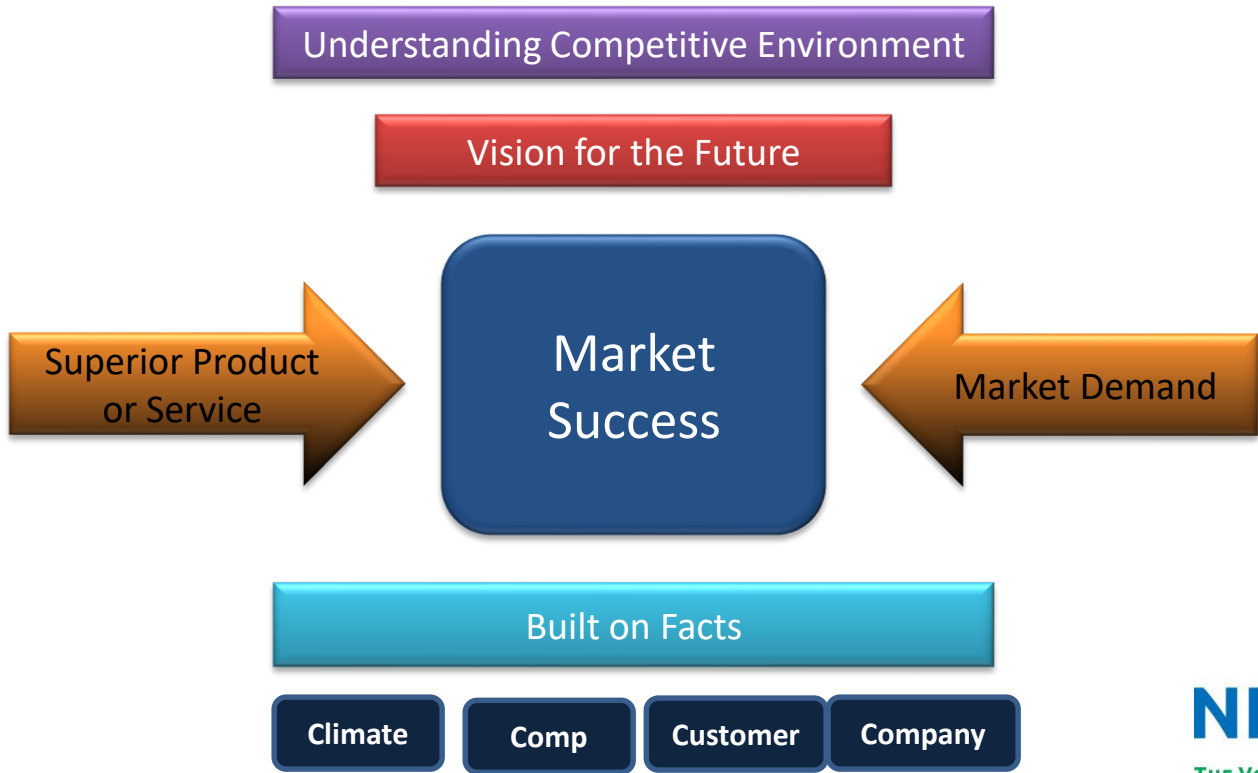 Understanding Competitive Environment
Vision for the Future
Superior Product
or Service
Market
Success
Market Demand
Built on Facts
Climate
Comp
Customer
Company